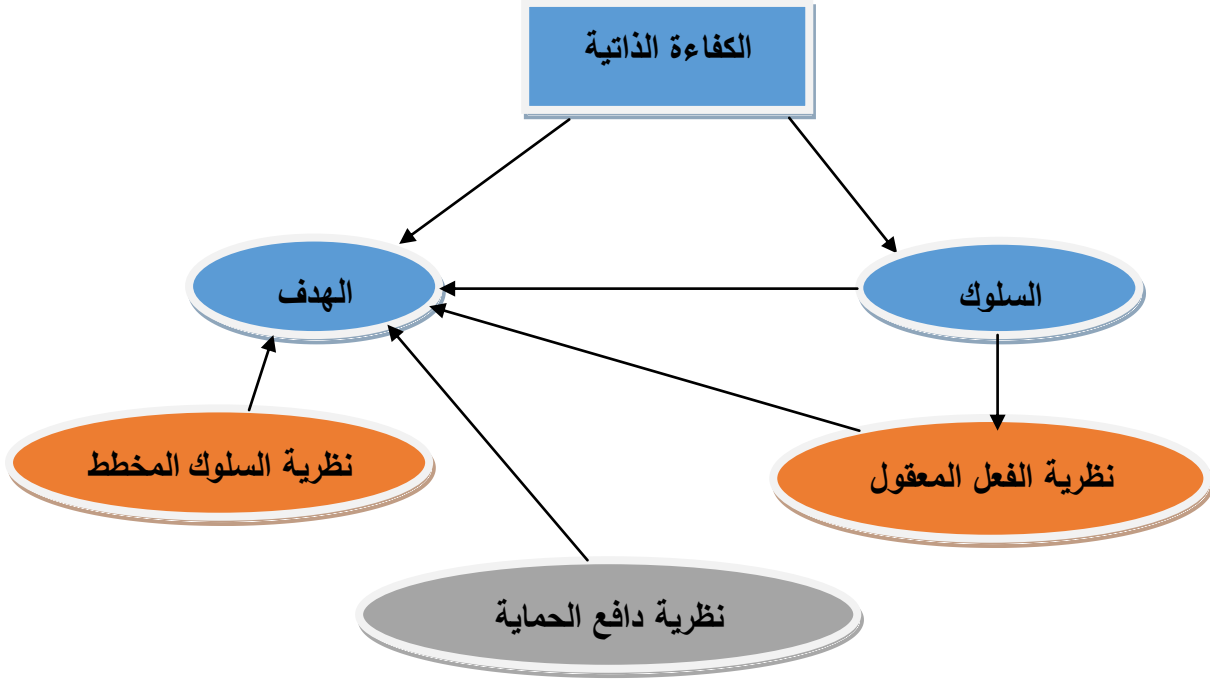 الكفاءة الذاتية
السلوك
الهدف
نظرية الفعل المعقول
نظرية السلوك المخطط
نظرية دافع الحماية